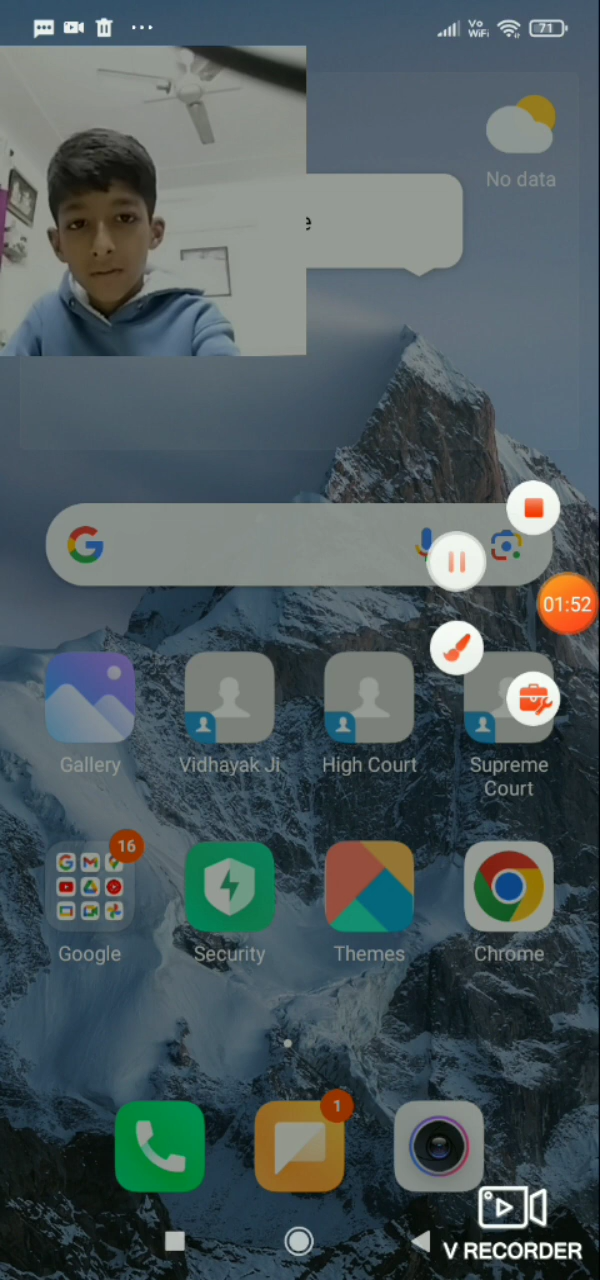 Vo
WiFi
71
No data
e
01:52
Gallery
Vidhayak Ji
High Court
Supreme
Court
16
Google
Security
Themes
Chrome
1
V RECORDER